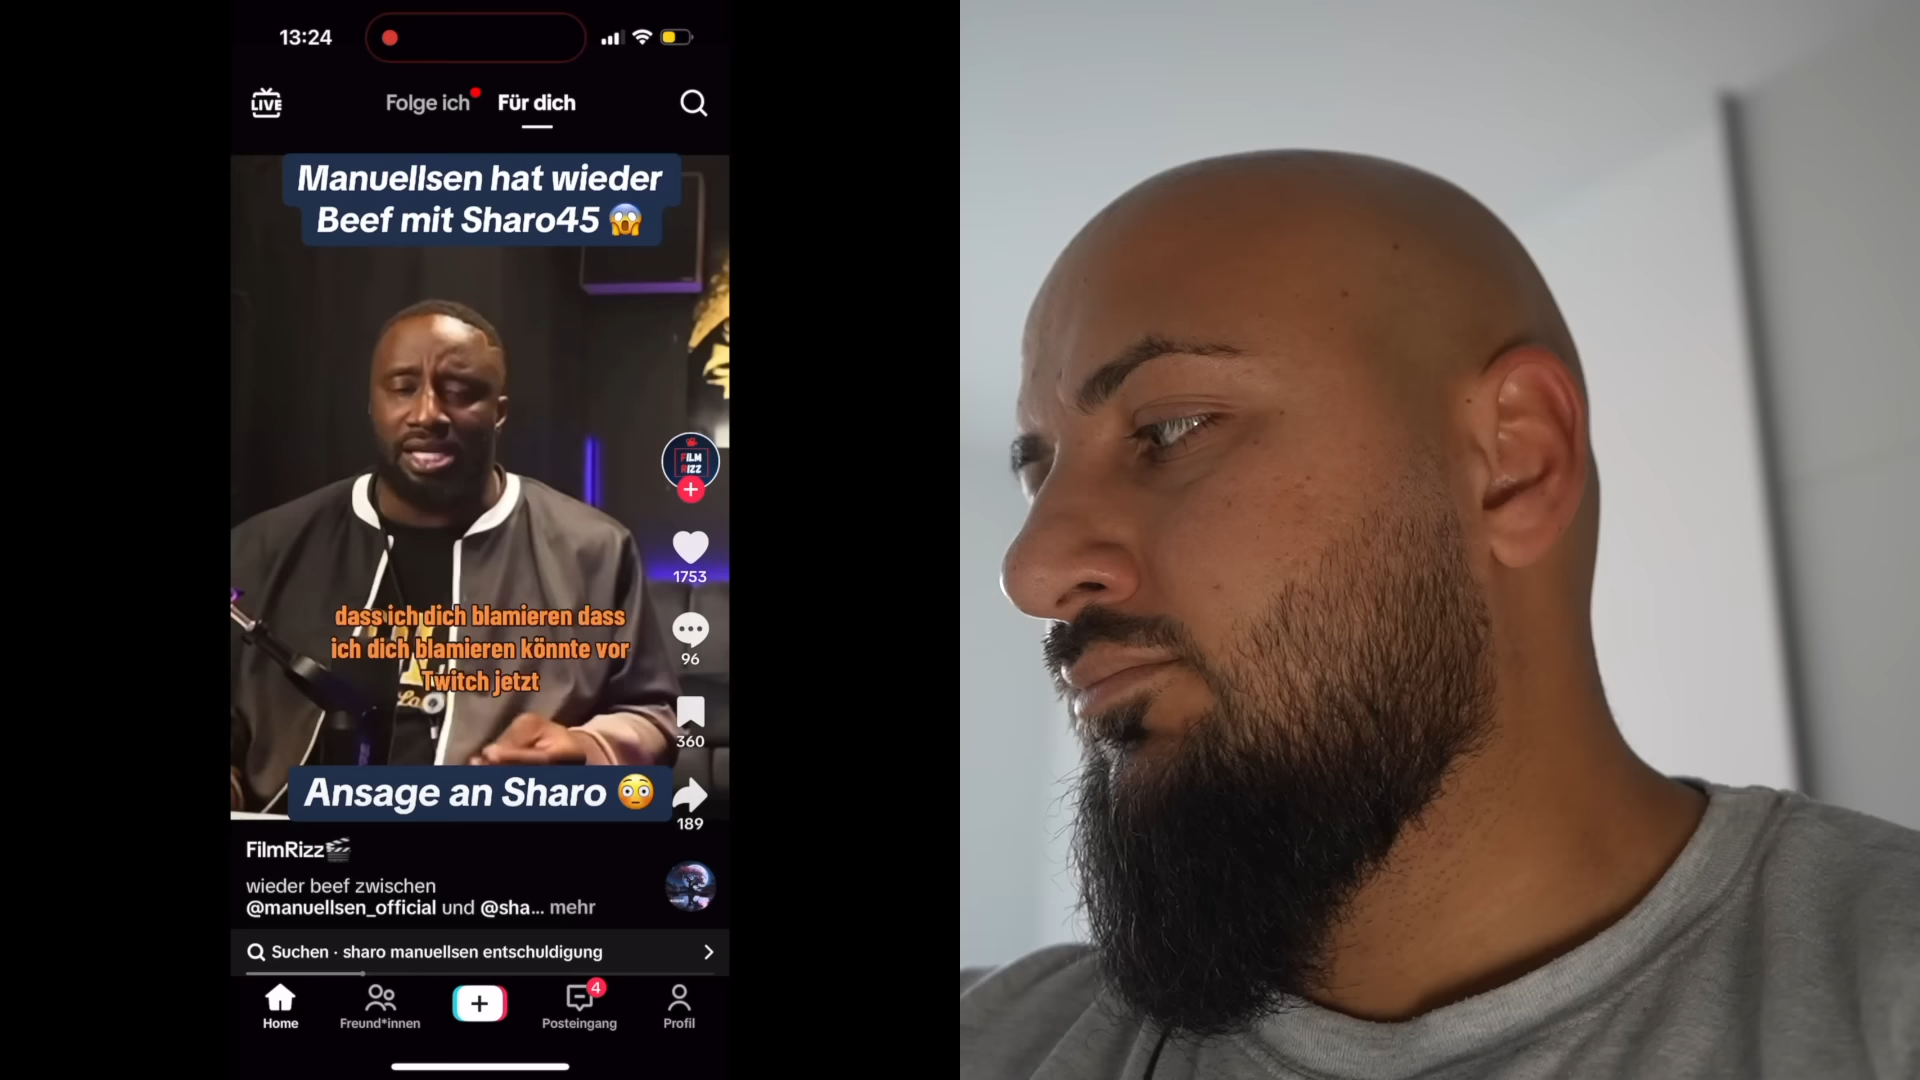 13:24
LIVE
Folge ich
Für dich
Manuellsen hat wieder
Beef mit Sharo45 😱
FILM
RIZZ
1753
dass ich dich blamieren dass
ich dich blamieren könnte vor
Twitch jetzt
96
360
Ansage an Sharo 😳
189
FilmRizz🎬
wieder beef zwischen
@manuellsen_official und @sha... mehr
Suchen · sharo manuellsen entschuldigung
4
Home
Freund*innen
Posteingang
Profil